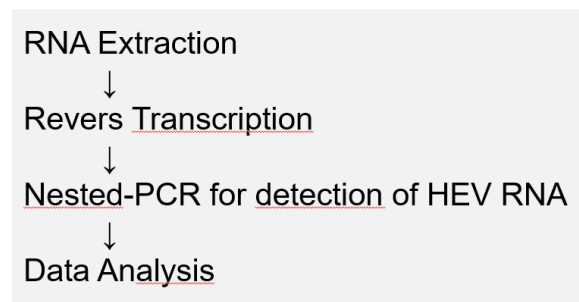 RNA Extraction
↓
Revers Transcription
↓
Nested-PCR for detection of HEV RNA
↓
Data Analysis